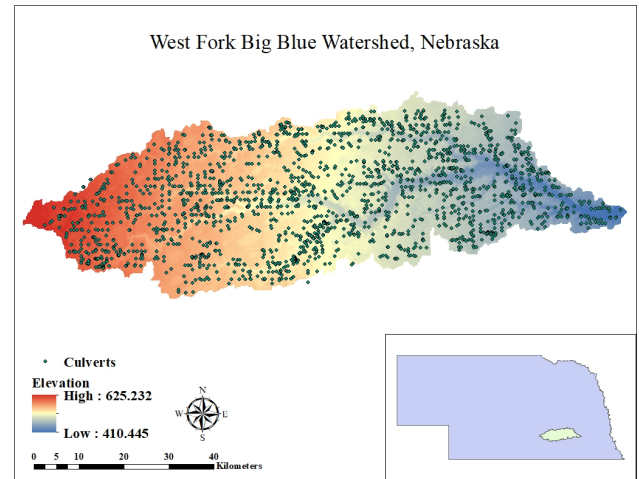 West Fork Big Blue Watershed, Nebraska
Culverts
Elevation
High : 625.232
Low : 410.445
N
W E
S
0 5 10 20 30 40
Kilometers